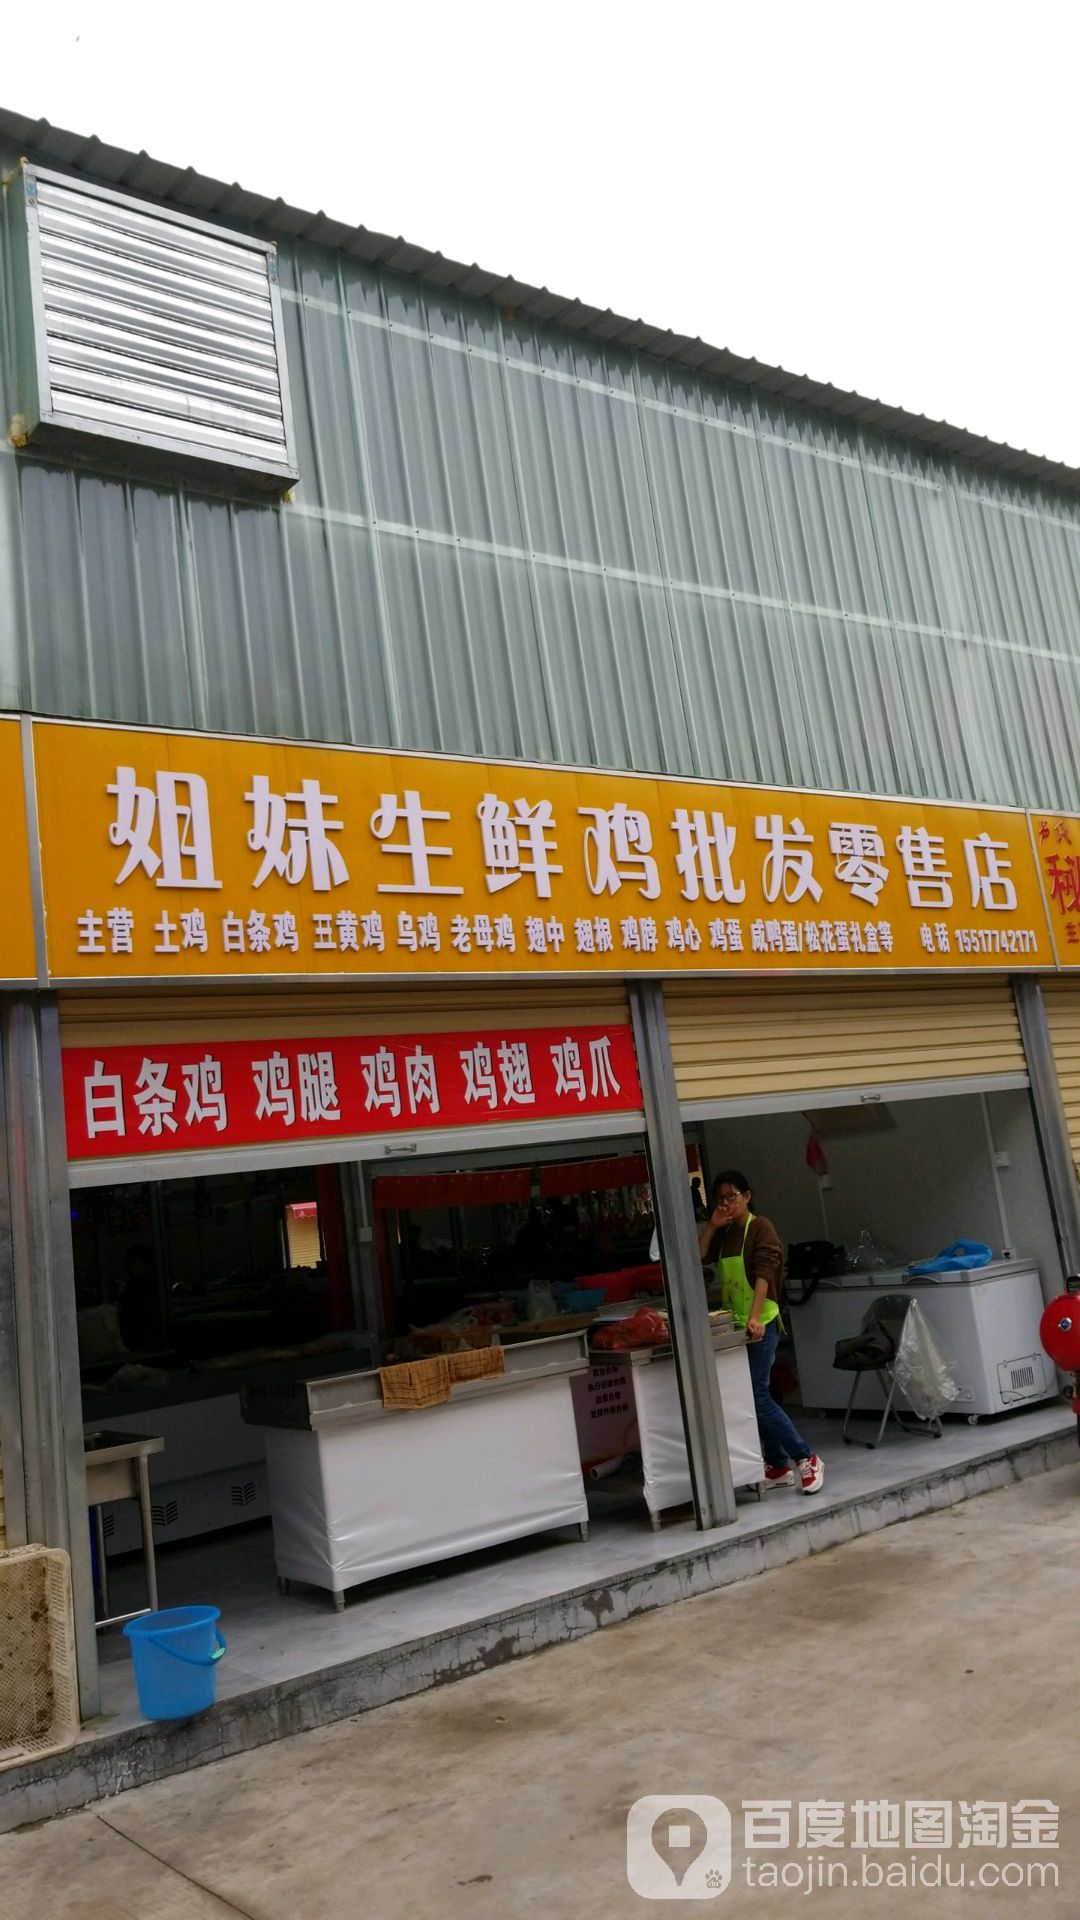 姐妹生鲜鸡批发零售店
主营 土鸡 白条鸡 丑黄鸡 乌鸡 老母鸡 翅中 翅根 鸡脖 鸡心 鸡蛋 咸鸭蛋/松花蛋礼盒等 电话 15517742171
白条鸡 鸡腿 鸡肉 鸡翅 鸡爪
秘
主
百度地图淘金
taojin.baidu.com